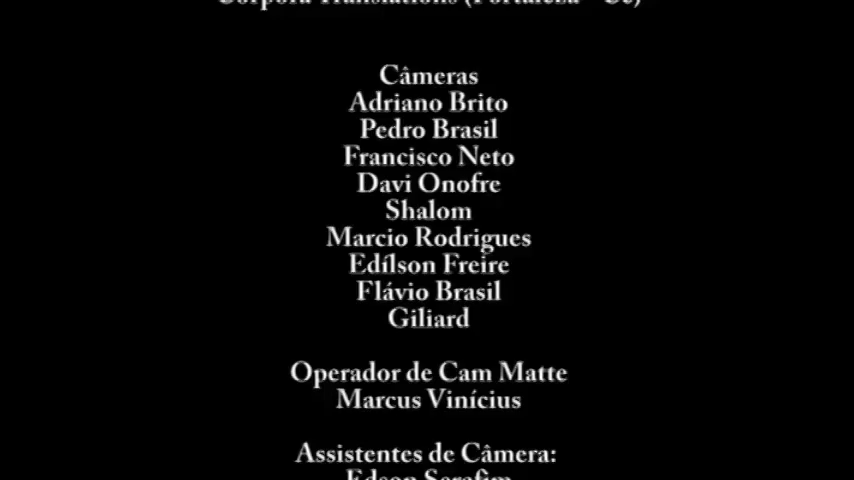 Corpora Translations (Fortaleza - Ce)
Câmeras
Adriano Brito
Pedro Brasil
Francisco Neto
Davi Onofre
Shalom
Marcio Rodrigues
Edílson Freire
Flávio Brasil
Giliard
Operador de Cam Matte
Marcus Vinícius
Assistentes de Câmera:
Edson Serafim